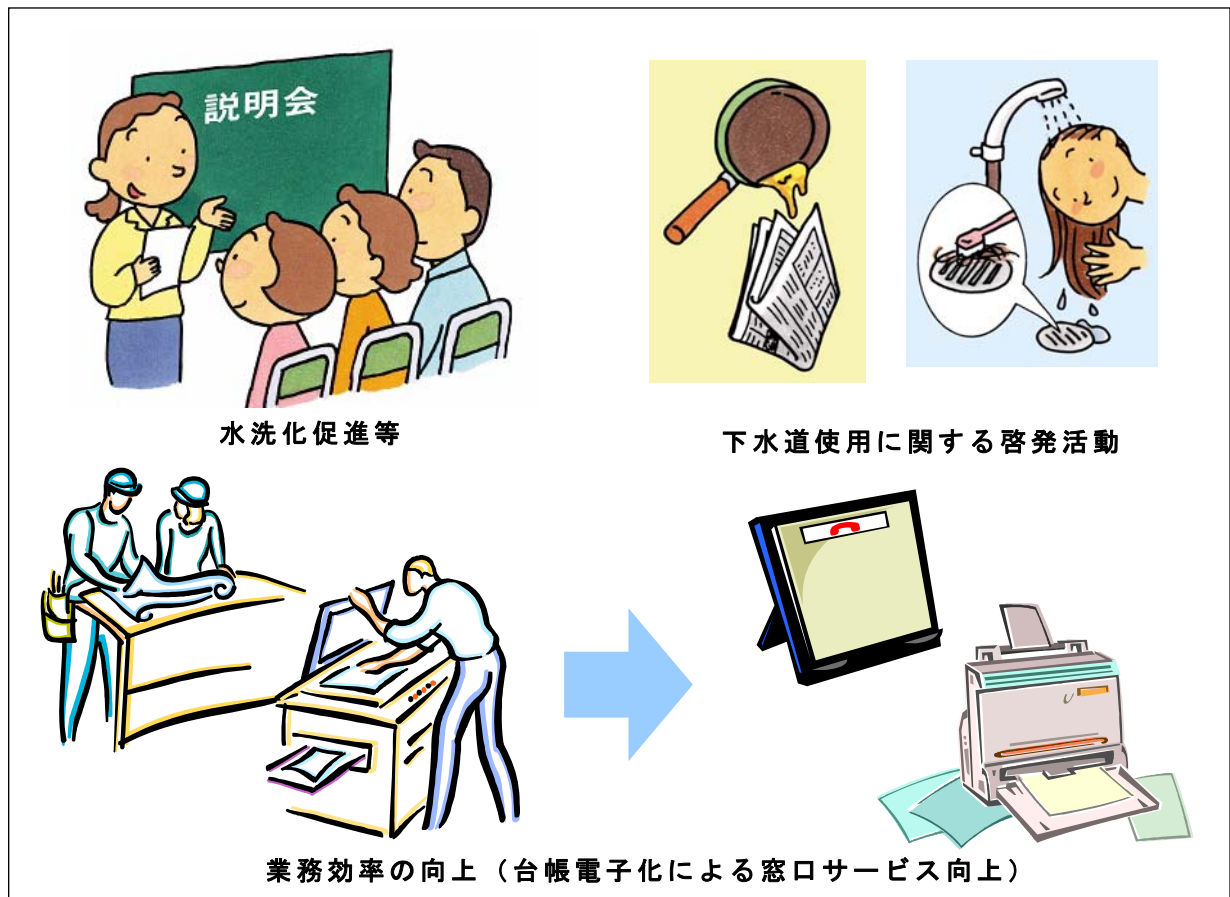 説明会
水洗化促進等
下水道使用に関する啓発活動
業務効率の向上（台帳電子化による窓口サービス向上）